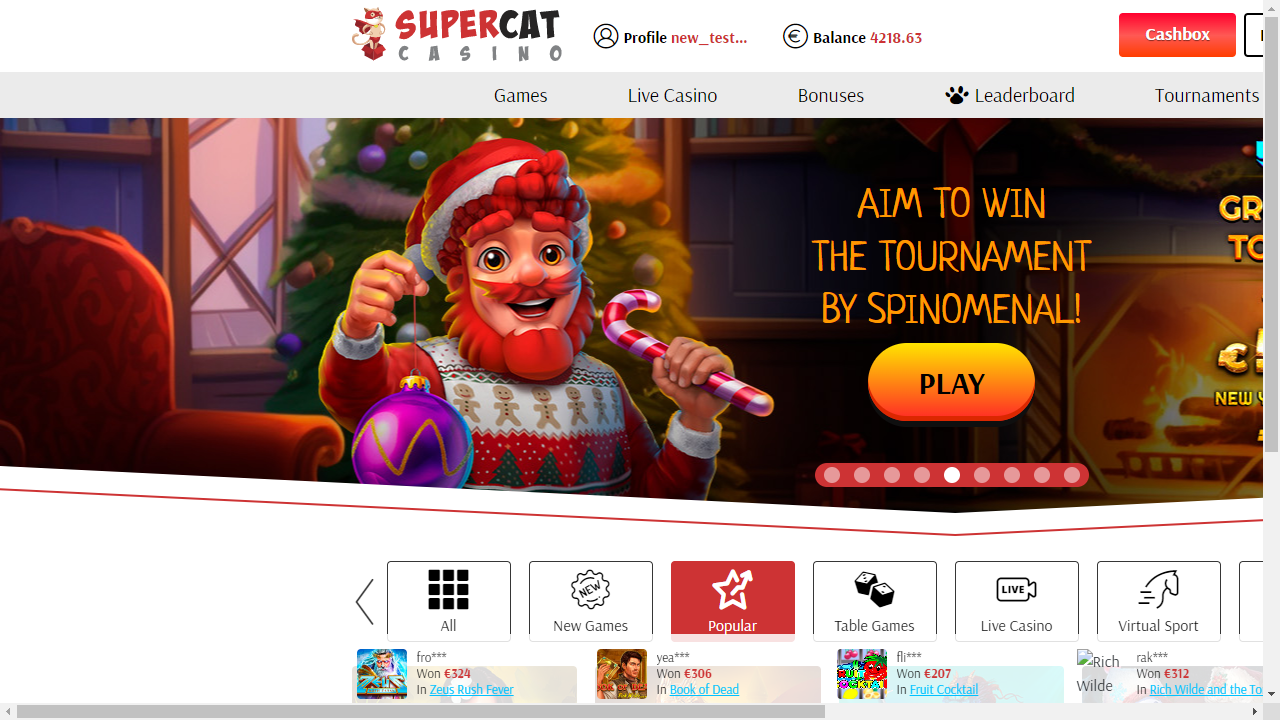 SUPERCAT
CASINO
Profile new_test...
Balance 4218.63
Cashbox
Games
Live Casino
Bonuses
Leaderboard
Tournaments
AIM TO WIN
THE TOURNAMENT
BY SPINOMENAL!
PLAY
NEW
All
New Games
Popular
Table Games
LIVE
Live Casino
Virtual Sport
fro***
Won €324
In Zeus Rush Fever
yea***
Won €306
In Book of Dead
fli***
Won €207
In Fruit Cocktail
Rich
Wilde
rak***
Won €312
In Rich Wilde and the To